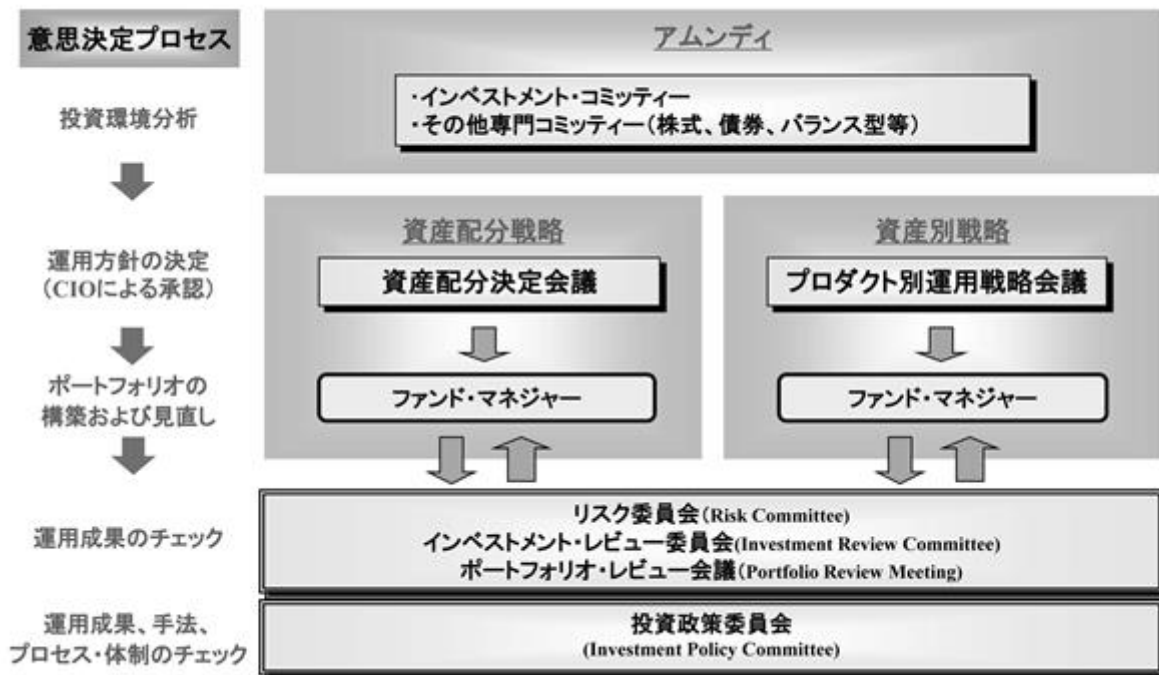 意思決定プロセス
アムンディ
投資環境分析
・インベストメント・コミッティー
・その他専門コミッティー（株式、債券、バランス型等）
資産配分戦略
資産別戦略
運用方針の決定
（CIOによる承認）
資産配分決定会議
プロダクト別運用戦略会議
ポートフォリオの
構築および見直し
ファンド・マネジャー
ファンド・マネジャー
運用成果のチェック
リスク委員会（Risk Committee）
インベストメント・レビュー委員会(Investment Review Committee)
ポートフォリオ・レビュー会議(Portfolio Review Meeting)
運用成果、手法、
プロセス・体制のチェック
投資政策委員会
(Investment Policy Committee)